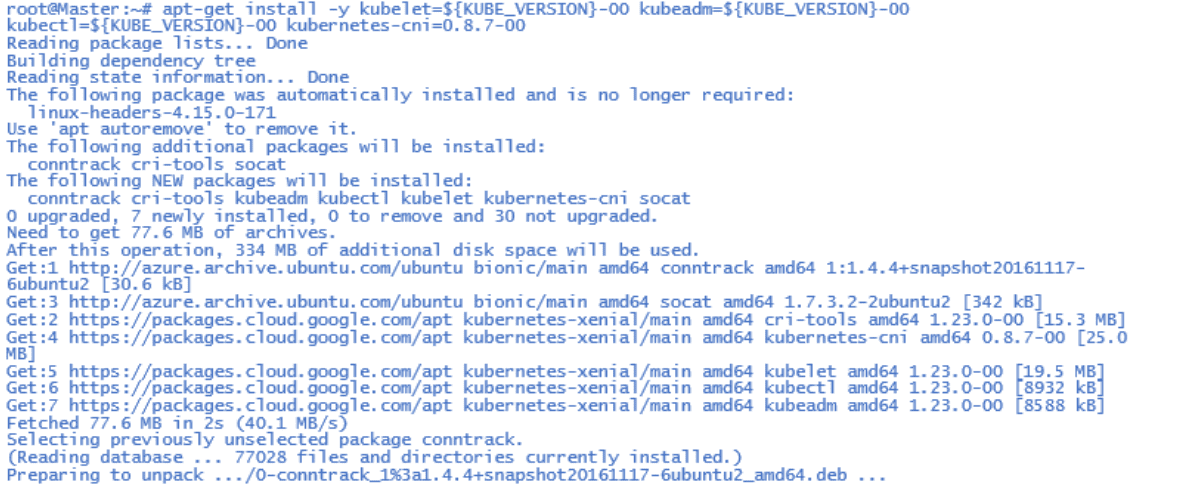 root@Master:~# apt-get install -y kubelet=${KUBE_VERSION}-00 kubeadm=${KUBE_VERSION}-00
kubectl=${KUBE_VERSION}-00 kubernetes-cni=0.8.7-00
Reading package lists... Done
Building dependency tree
Reading state information... Done
The following package was automatically installed and is no longer required:
  linux-headers-4.15.0-171
Use 'apt autoremove' to remove it.
The following additional packages will be installed:
  conntrack cri-tools socat
The following NEW packages will be installed:
  conntrack cri-tools kubeadm kubectl kubelet kubernetes-cni socat
0 upgraded, 7 newly installed, 0 to remove and 30 not upgraded.
Need to get 77.6 MB of archives.
After this operation, 334 MB of additional disk space will be used.
Get:1 http://azure.archive.ubuntu.com/ubuntu bionic/main amd64 conntrack amd64 1:1.4.4+snapshot20161117-
6ubuntu2 [30.6 kB]
Get:3 http://azure.archive.ubuntu.com/ubuntu bionic/main amd64 socat amd64 1.7.3.2-2ubuntu2 [342 kB]
Get:2 https://packages.cloud.google.com/apt kubernetes-xenial/main amd64 cri-tools amd64 1.23.0-00 [15.3 MB]
Get:4 https://packages.cloud.google.com/apt kubernetes-xenial/main amd64 kubernetes-cni amd64 0.8.7-00 [25.0
MB]
Get:5 https://packages.cloud.google.com/apt kubernetes-xenial/main amd64 kubelet amd64 1.23.0-00 [19.5 MB]
Get:6 https://packages.cloud.google.com/apt kubernetes-xenial/main amd64 kubectl amd64 1.23.0-00 [8932 kB]
Get:7 https://packages.cloud.google.com/apt kubernetes-xenial/main amd64 kubeadm amd64 1.23.0-00 [8588 kB]
Fetched 77.6 MB in 2s (40.1 MB/s)
Selecting previously unselected package conntrack.
(Reading database ... 77028 files and directories currently installed.)
Preparing to unpack .../0-conntrack_1%3a1.4.4+snapshot20161117-6ubuntu2_amd64.deb ...